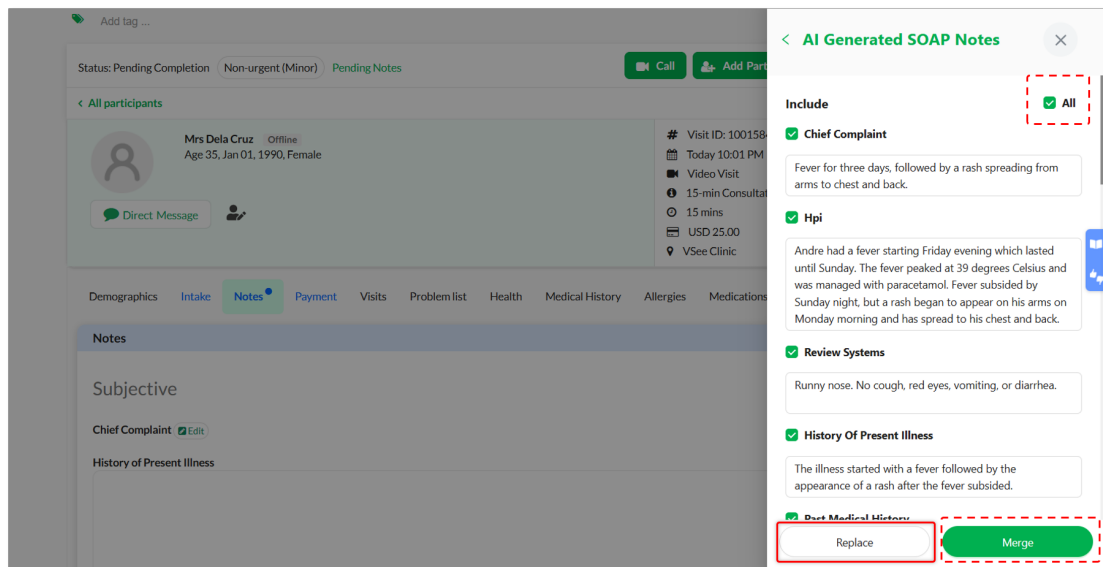 Add tag ...
Status: Pending Completion Non-urgent (Minor) Pending Notes
Call
Add Part
< All participants
Mrs Dela Cruz Offline
Age 35, Jan 01, 1990, Female
Direct Message
# Visit ID: 1001584
Today 10:01 PM
Video Visit
15-min Consultat
15 mins
USD 25.00
VSee Clinic
Demographics Intake Notes Payment Visits Problem list Health Medical History Allergies Medications
Notes
Subjective
Chief Complaint Edit
History of Present Illness
< AI Generated SOAP Notes
Include
All
Chief Complaint
Fever for three days, followed by a rash spreading from
arms to chest and back.
Hpi
Andre had a fever starting Friday evening which lasted
until Sunday. The fever peaked at 39 degrees Celsius and
was managed with paracetamol. Fever subsided by
Sunday night, but a rash began to appear on his arms on
Monday morning and has spread to his chest and back.
Review Systems
Runny nose. No cough, red eyes, vomiting, or diarrhea.
History Of Present Illness
The illness started with a fever followed by the
appearance of a rash after the fever subsided.
Past Medical History
Replace
Merge